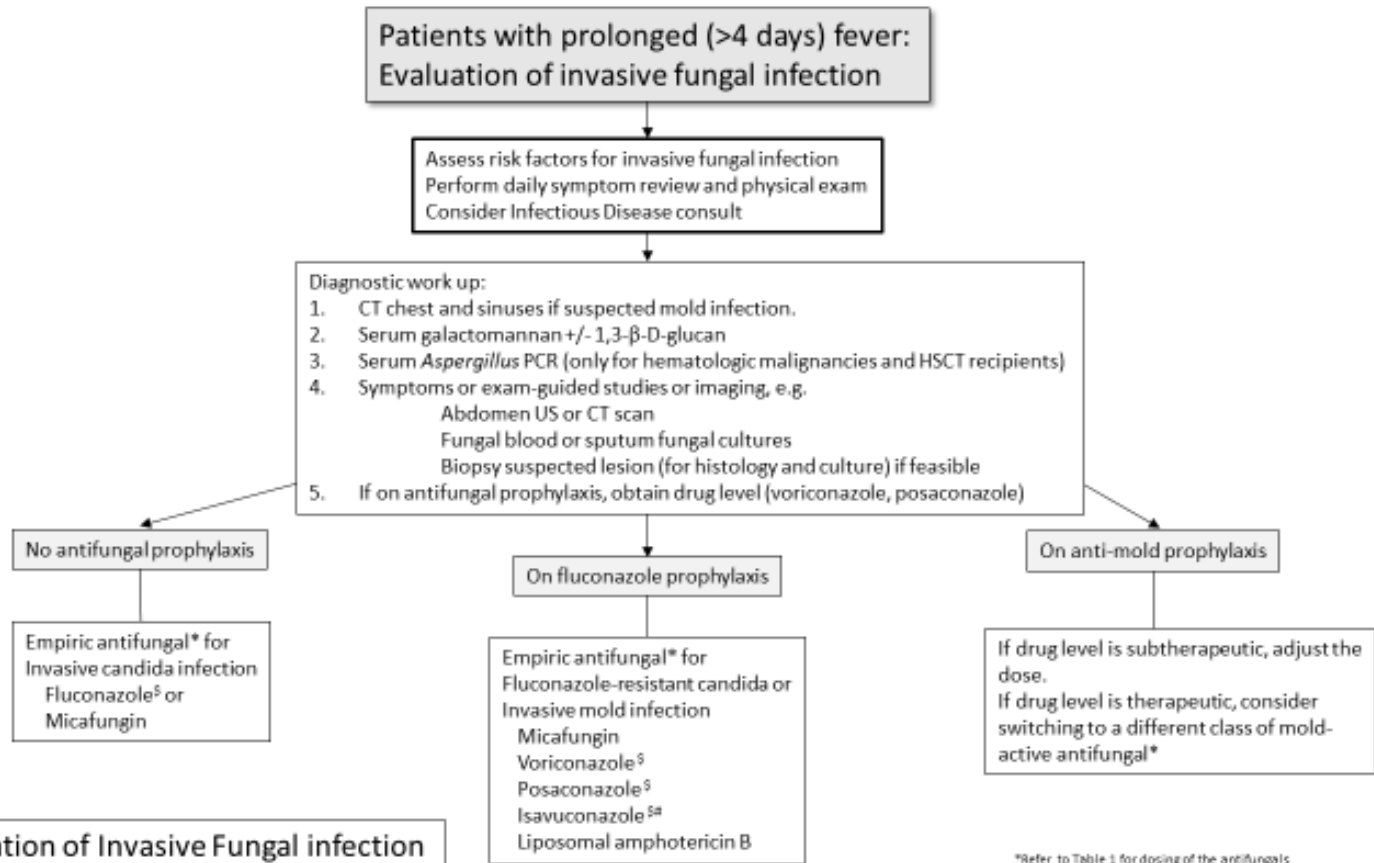 Patients with prolonged (>4 days) fever:
Evaluation of invasive fungal infection
Assess risk factors for invasive fungal infection
Perform daily symptom review and physical exam
Consider Infectious Disease consult
Diagnostic work up:
1. CT chest and sinuses if suspected mold infection.
2. Serum galactomannan +/- 1,3-β-D-glucan
3. Serum Aspergillus PCR (only for hematologic malignancies and HSCT recipients)
4. Symptoms or exam-guided studies or imaging, e.g.
Abdomen US or CT scan
Fungal blood or sputum fungal cultures
Biopsy suspected lesion (for histology and culture) if feasible
5. If on antifungal prophylaxis, obtain drug level (voriconazole, posaconazole)
No antifungal prophylaxis
Empiric antifungal* for
Invasive candida infection
Fluconazole$ or
Micafungin
On fluconazole prophylaxis
Empiric antifungal* for
Fluconazole-resistant candida or
Invasive mold infection
Micafungin
Voriconazole$
Posaconazole$
Isavuconazole$#
Liposomal amphotericin B
On anti-mold prophylaxis
If drug level is subtherapeutic, adjust the
dose.
If drug level is therapeutic, consider
switching to a different class of mold-
active antifungal*
ation of Invasive Fungal infection
*Refer to Table 1 for dosing of the antifungals